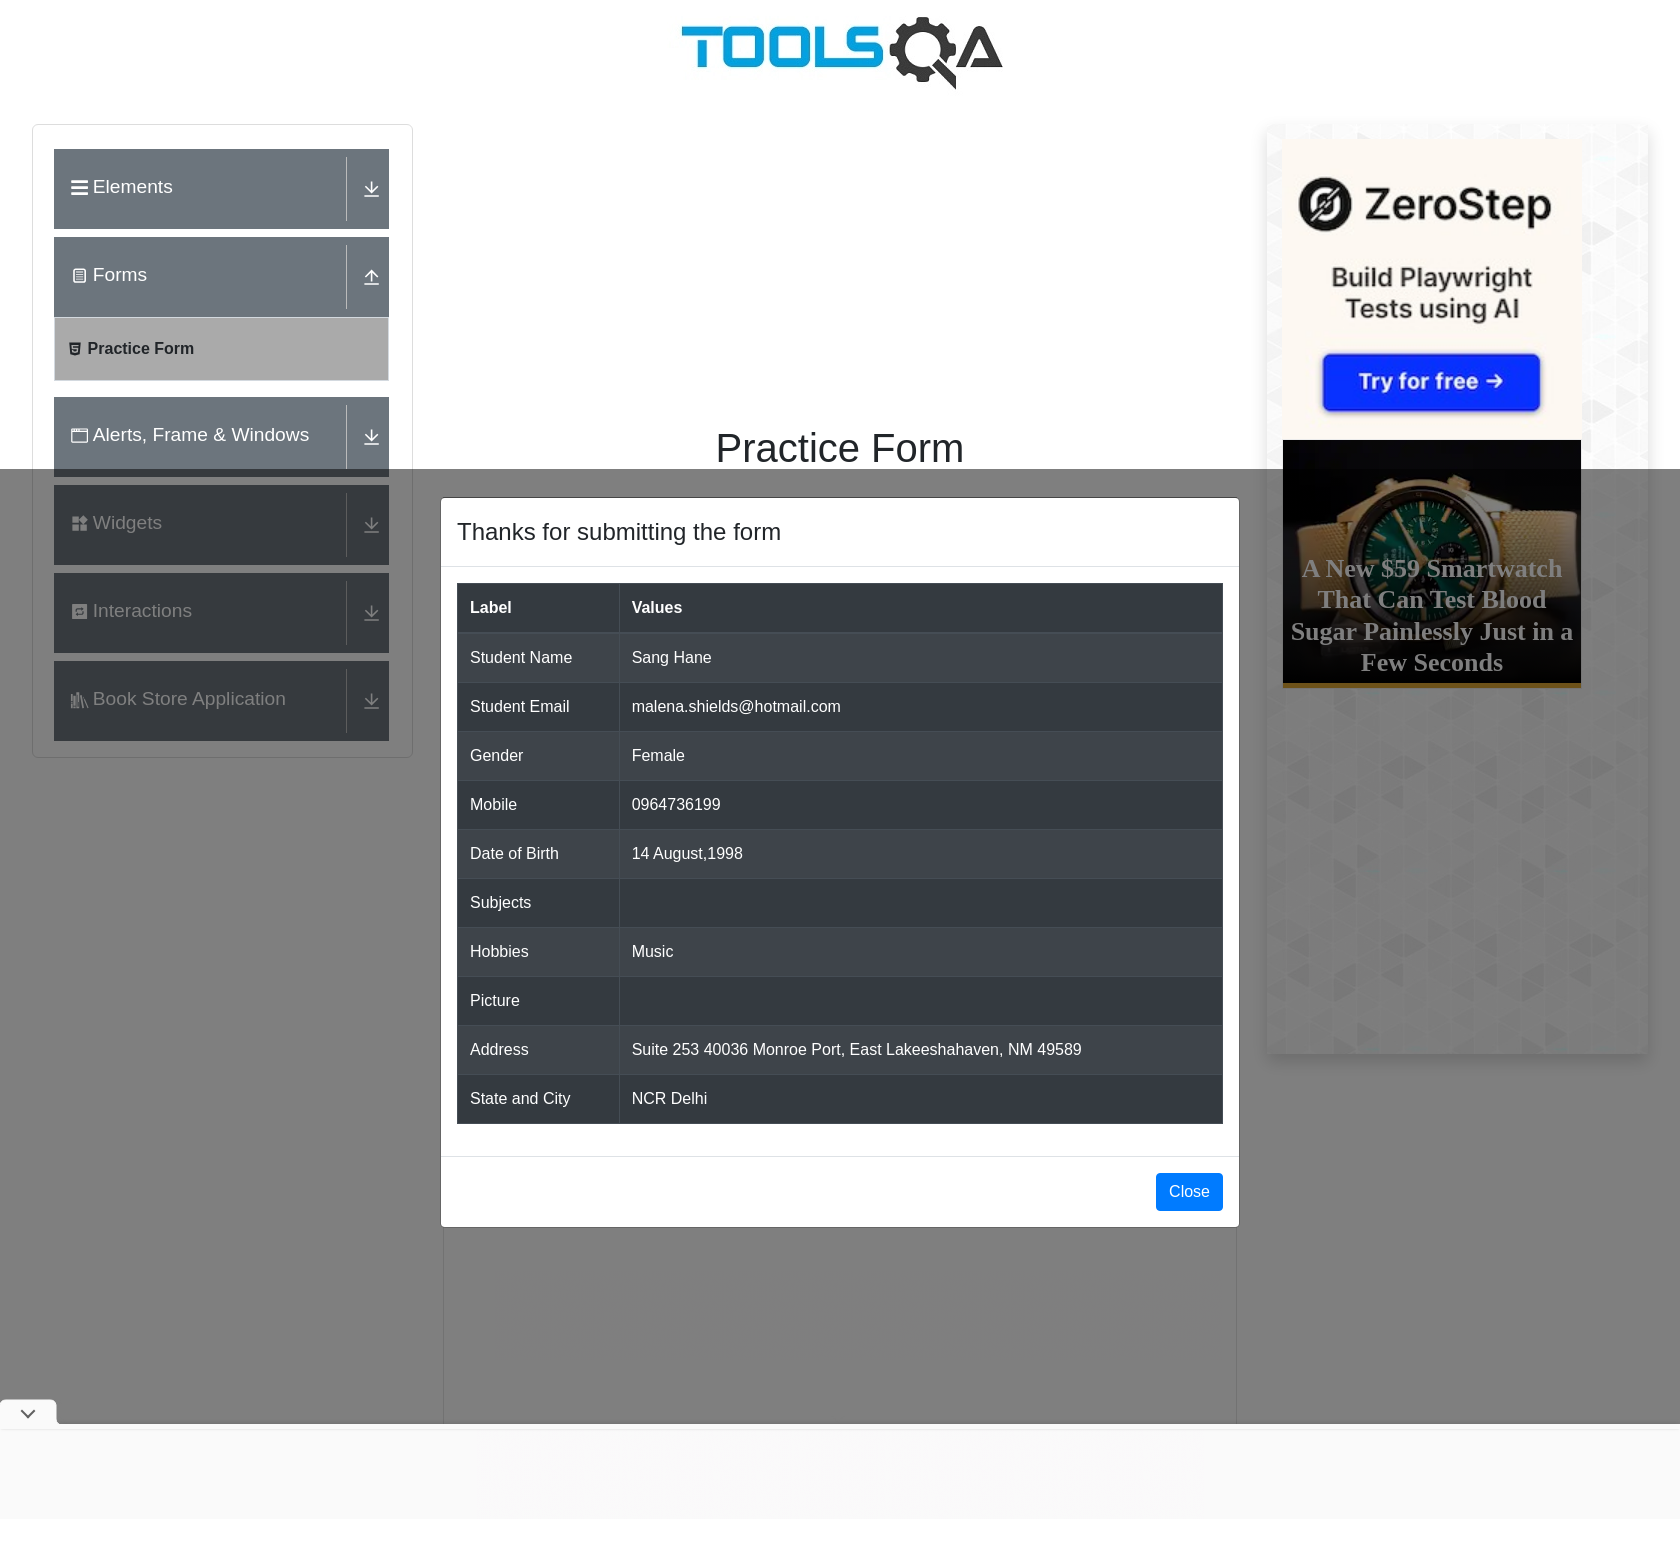 TOOLSQA
Elements
Forms
Practice Form
Alerts, Frame & Windows
Widgets
Interactions
Book Store Application
Practice Form
Thanks for submitting the form
Label Values
Student Name Sang Hane
Student Email malena.shields@hotmail.com
Gender Female
Mobile 0964736199
Date of Birth 14 August,1998
Subjects
Hobbies Music
Picture
Address Suite 253 40036 Monroe Port, East Lakeeshahaven, NM 49589
State and City NCR Delhi
Close
ZeroStep
Build Playwright
Tests using AI
Try for free →
A New $59 Smartwatch
That Can Test Blood
Sugar Painlessly Just in a
Few Seconds